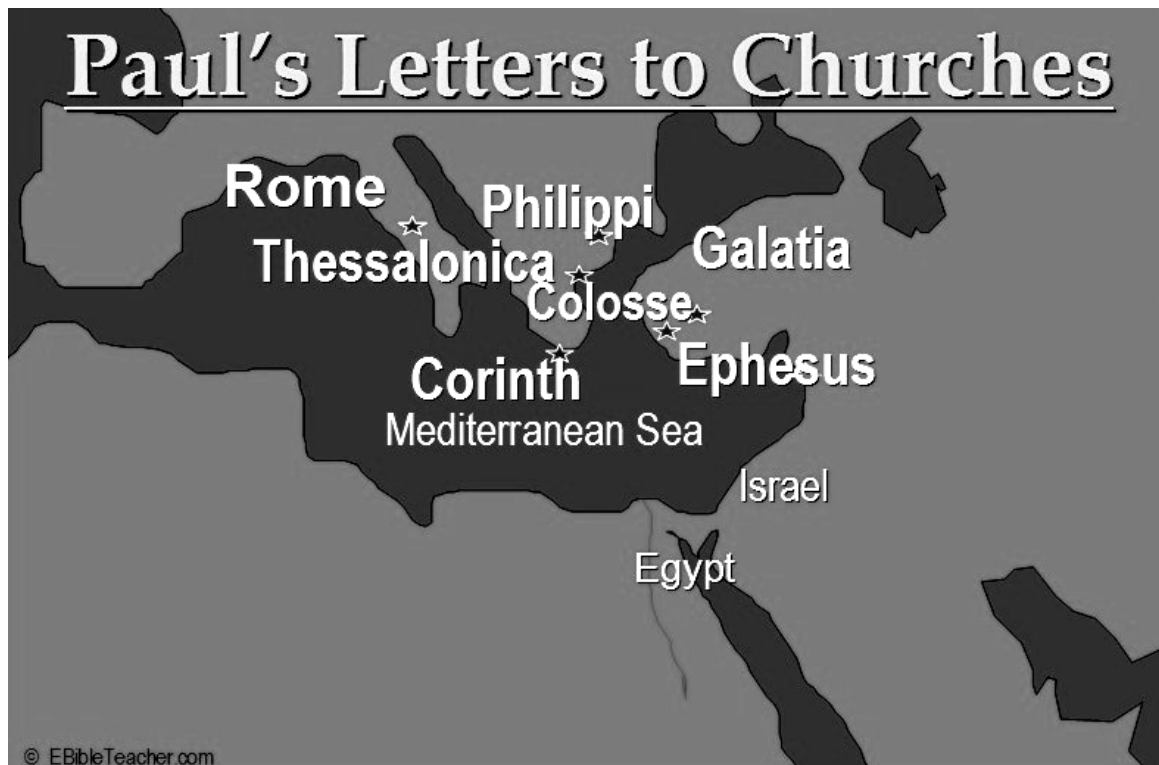 Paul's Letters to Churches
Rome
Philippi
Galatia
Thessalonica
Colosse
Ephesus
Corinth
Mediterranean Sea
Israel
Egypt
© EBibleTeacher.com